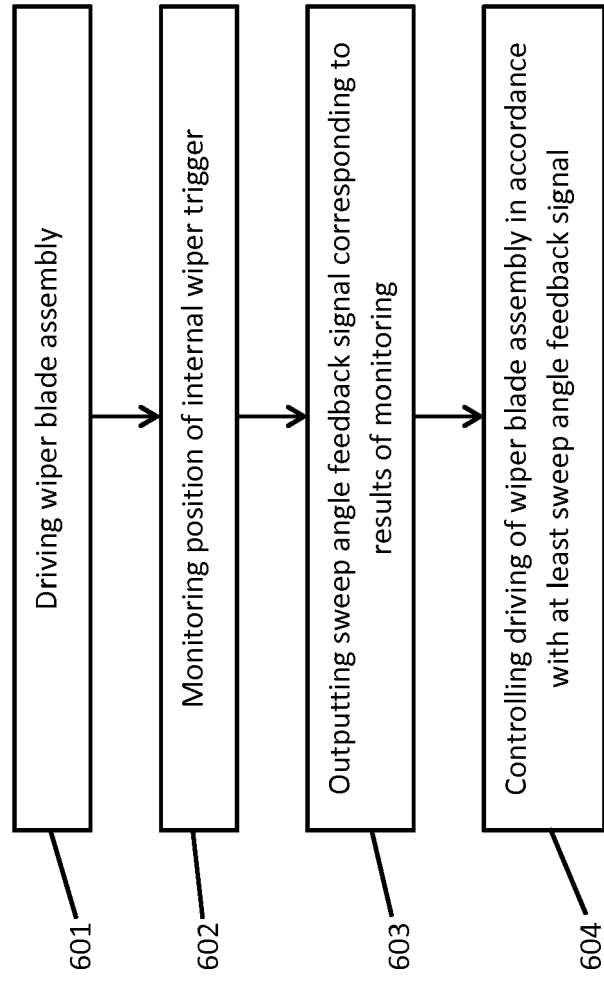 601
Driving wiper blade assembly
602
Monitoring position of internal wiper trigger
603
Outputting sweep angle feedback signal corresponding to
results of monitoring
604
Controlling driving of wiper blade assembly in accordance
with at least sweep angle feedback signal